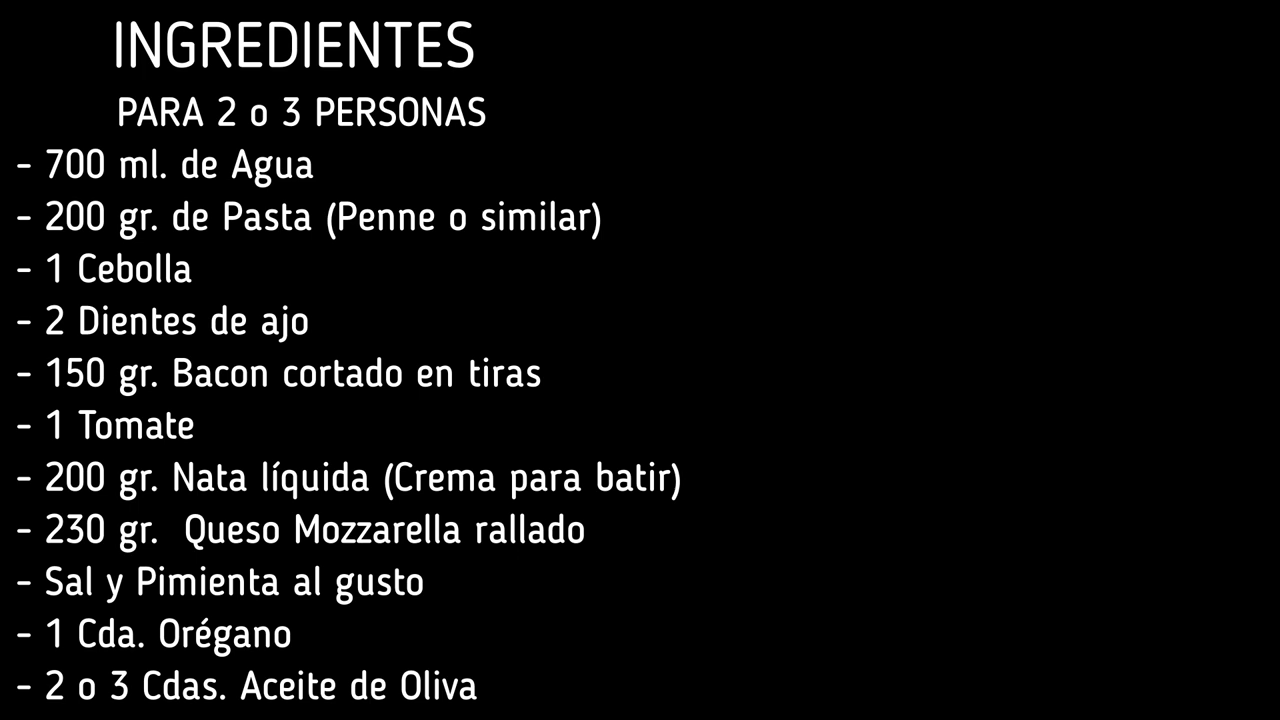 INGREDIENTES
PARA 2 o 3 PERSONAS
- 700 ml. de Agua
- 200 gr. de Pasta (Penne o similar)
- 1 Cebolla
- 2 Dientes de ajo
- 150 gr. Bacon cortado en tiras
- 1 Tomate
- 200 gr. Nata líquida (Crema para batir)
- 230 gr.  Queso Mozzarella rallado
- Sal y Pimienta al gusto
- 1 Cda. Orégano
- 2 o 3 Cdas. Aceite de Oliva